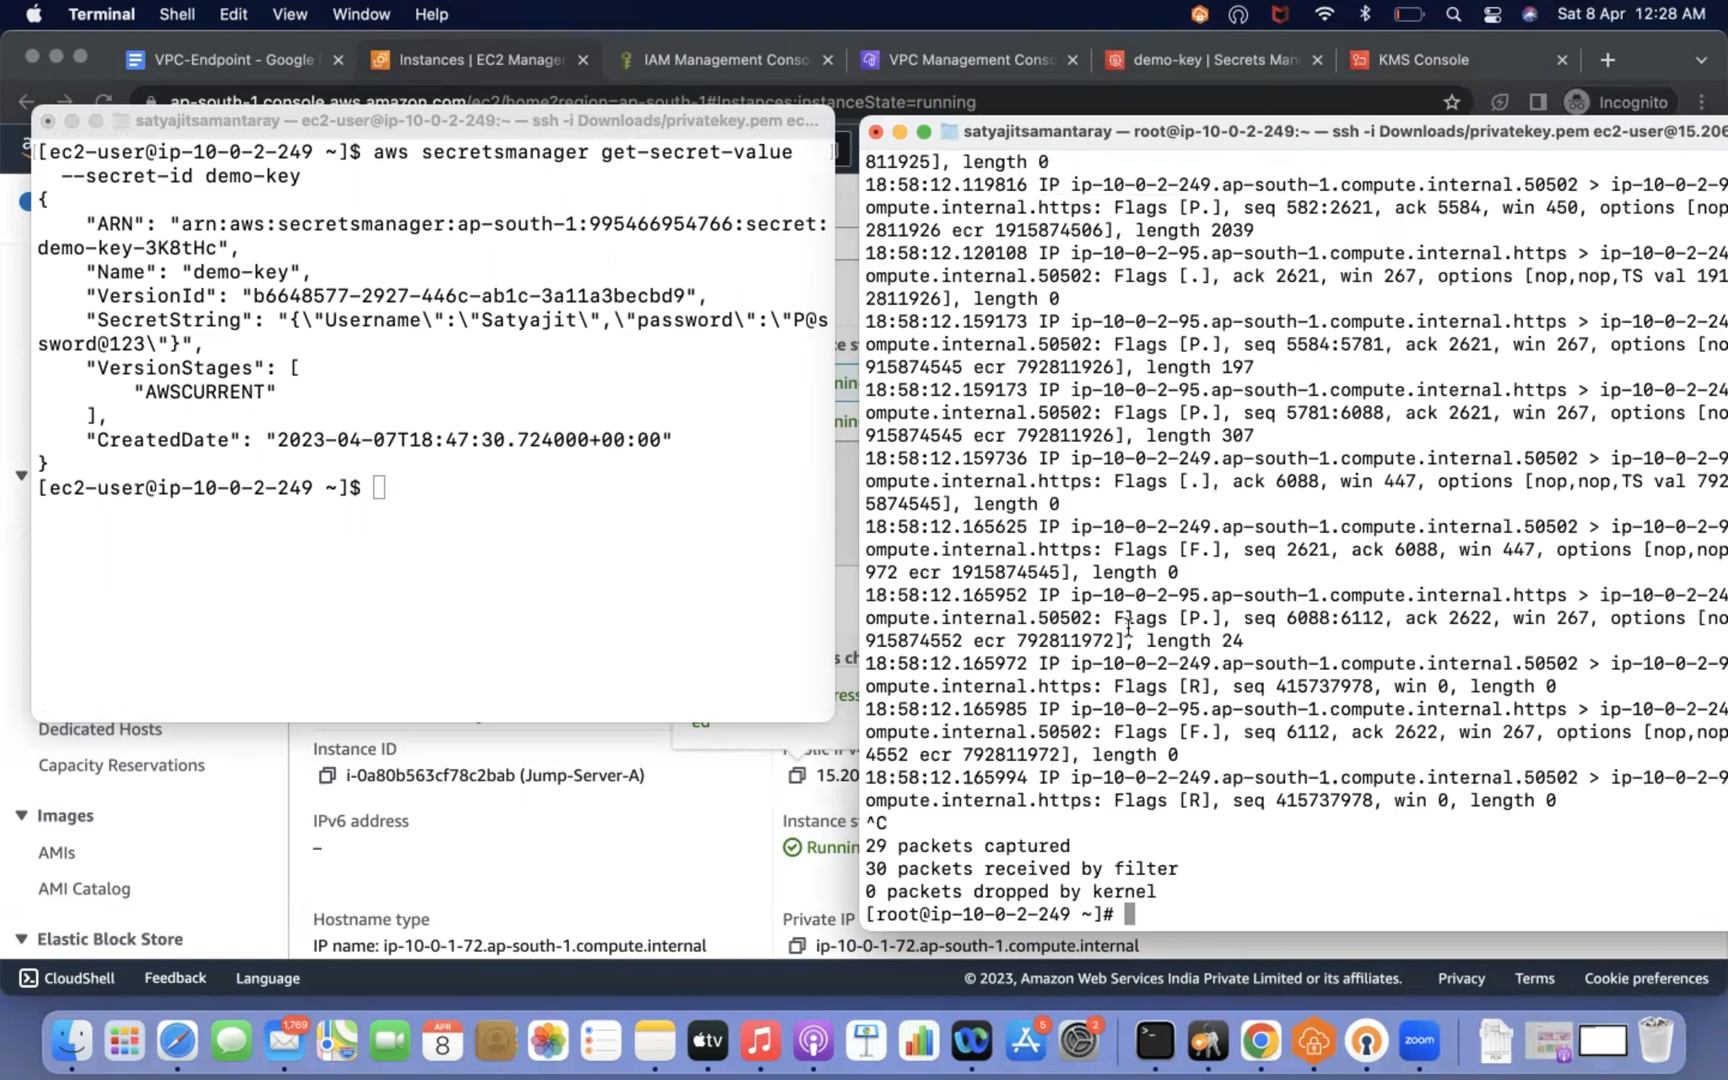 Terminal Shell Edit View Window Help Sat 8 Apr 12:28 AM
VPC-Endpoint - Google Instances | EC2 Manage IAM Management Conso VPC Management Conso demo-key | Secrets Man KMS Console
ap-south-1.console.aws.amazon.com/ec2/home?region=ap-south-1#Instances:instanceState=running Incognito
satyajitsamantaray — ec2-user@ip-10-0-2-249:~ — ssh -i Downloads/privatekey.pem ec...
[ec2-user@ip-10-0-2-249 ~]$ aws secretsmanager get-secret-value
--secret-id demo-key
{
"ARN": "arn:aws:secretsmanager:ap-south-1:995466954766:secret:
demo-key-3K8tHc",
"Name": "demo-key",
"VersionId": "b6648577-2927-446c-ab1c-3a11a3becbd9",
"SecretString": "{\"Username\":\"Satyajit\",\"password\":\"P@s
sword@123\"}",
"VersionStages": [
"AWSCURRENT"
],
"CreatedDate": "2023-04-07T18:47:30.724000+00:00"
}
[ec2-user@ip-10-0-2-249 ~]$
satyajitsamantaray — root@ip-10-0-2-249:~ — ssh -i Downloads/privatekey.pem ec2-user@15.206
811925], length 0
18:58:12.119816 IP ip-10-0-2-249.ap-south-1.compute.internal.50502 > ip-10-0-2-9
ompute.internal.https: Flags [P.], seq 582:2621, ack 5584, win 450, options [nop
2811926 ecr 1915874506], length 2039
18:58:12.120108 IP ip-10-0-2-95.ap-south-1.compute.internal.https > ip-10-0-2-24
ompute.internal.50502: Flags [.], ack 2621, win 267, options [nop,nop,TS val 191
2811926], length 0
18:58:12.159173 IP ip-10-0-2-95.ap-south-1.compute.internal.https > ip-10-0-2-24
ompute.internal.50502: Flags [P.], seq 5584:5781, ack 2621, win 267, options [no
915874545 ecr 792811926], length 197
18:58:12.159173 IP ip-10-0-2-95.ap-south-1.compute.internal.https > ip-10-0-2-24
ompute.internal.50502: Flags [P.], seq 5781:6088, ack 2621, win 267, options [no
915874545 ecr 792811926], length 307
18:58:12.159736 IP ip-10-0-2-249.ap-south-1.compute.internal.50502 > ip-10-0-2-9
ompute.internal.https: Flags [.], ack 6088, win 447, options [nop,nop,TS val 792
5874545], length 0
18:58:12.165625 IP ip-10-0-2-249.ap-south-1.compute.internal.50502 > ip-10-0-2-9
ompute.internal.https: Flags [F.], seq 2621, ack 6088, win 447, options [nop,nop
972 ecr 1915874545], length 0
18:58:12.165952 IP ip-10-0-2-95.ap-south-1.compute.internal.https > ip-10-0-2-24
ompute.internal.50502: Flags [P.], seq 6088:6112, ack 2622, win 267, options [no
915874552 ecr 792811972], length 24
18:58:12.165972 IP ip-10-0-2-249.ap-south-1.compute.internal.50502 > ip-10-0-2-9
ompute.internal.https: Flags [R], seq 415737978, win 0, length 0
18:58:12.165985 IP ip-10-0-2-95.ap-south-1.compute.internal.https > ip-10-0-2-24
ompute.internal.50502: Flags [F.], seq 6112, ack 2622, win 267, options [nop,nop
4552 ecr 792811972], length 0
18:58:12.165994 IP ip-10-0-2-249.ap-south-1.compute.internal.50502 > ip-10-0-2-9
ompute.internal.https: Flags [R], seq 415737978, win 0, length 0
^C
29 packets captured
30 packets received by filter
0 packets dropped by kernel
[root@ip-10-0-2-249 ~]#
Dedicated Hosts
Capacity Reservations
Images
AMIs
AMI Catalog
Elastic Block Store
Instance ID
i-0a80b563cf78c2bab (Jump-Server-A) 15.20
IPv6 address Instance s
– Runnin
Hostname type Private IP
IP name: ip-10-0-1-72.ap-south-1.compute.internal ip-10-0-1-72.ap-south-1.compute.internal
CloudShell Feedback Language © 2023, Amazon Web Services India Private Limited or its affiliates. Privacy Terms Cookie preferences
1,769 APR 8 tv 5 2 zoom